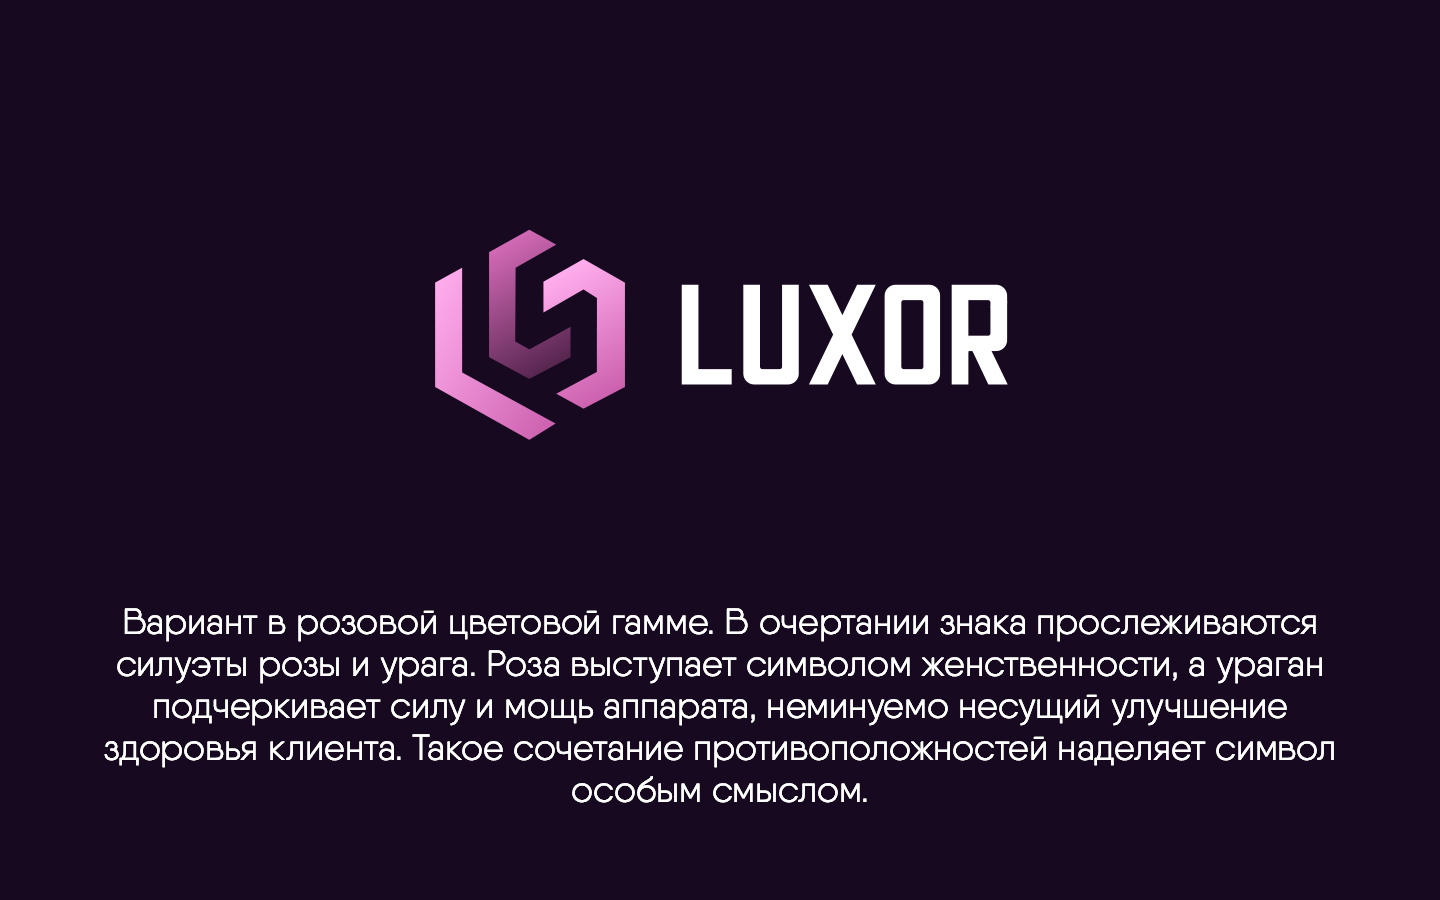 LUXOR
Вариант в розовой цветовой гамме. В очертании знака прослеживаются
силуэты розы и урага. Роза выступает символом женственности, а ураган
подчеркивает силу и мощь аппарата, неминуемо несущий улучшение
здоровья клиента. Такое сочетание противоположностей наделяет символ
особым смыслом.